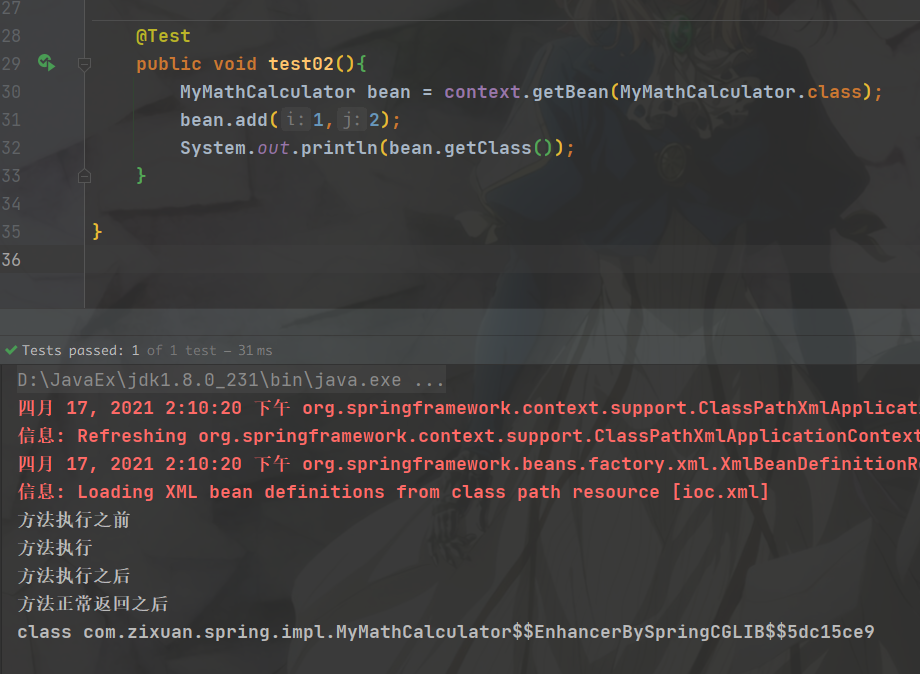 27
28 @Test
29 public void test02(){
30 MyMathCalculator bean = context.getBean(MyMathCalculator.class);
31 bean.add( i: 1, j: 2);
32 System.out.println(bean.getClass());
33 }
34
35 }
36
Tests passed: 1 of 1 test – 31 ms
D:\JavaEx\jdk1.8.0_231\bin\java.exe ...
四月 17, 2021 2:10:20 下午 org.springframework.context.support.ClassPathXmlApplicat
信息: Refreshing org.springframework.context.support.ClassPathXmlApplicationContext
四月 17, 2021 2:10:20 下午 org.springframework.beans.factory.xml.XmlBeanDefinitionRe
信息: Loading XML bean definitions from class path resource [ioc.xml]
方法执行之前
方法执行
方法执行之后
方法正常返回之后
class com.zixuan.spring.impl.MyMathCalculator$$EnhancerBySpringCGLIB$$5dc15ce9